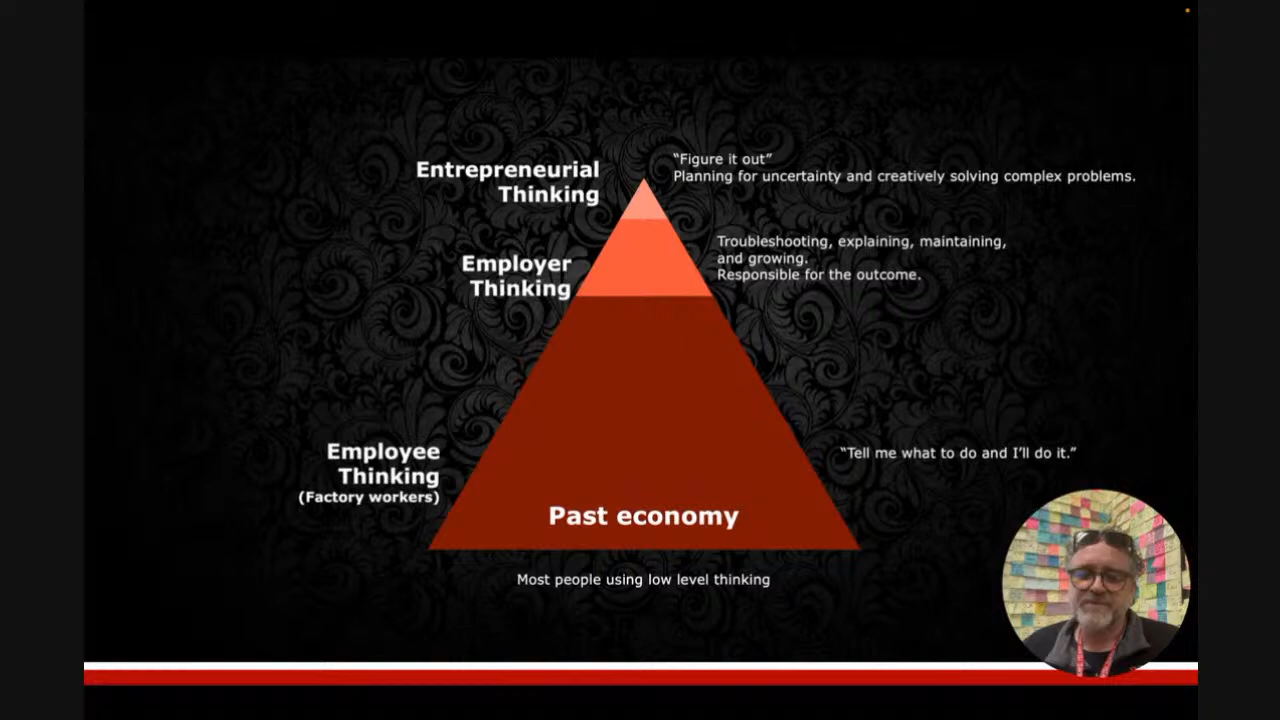 Entrepreneurial
Thinking
“Figure it out”
Planning for uncertainty and creatively solving complex problems.
Employer
Thinking
Troubleshooting, explaining, maintaining,
and growing.
Responsible for the outcome.
Employee
Thinking
(Factory workers)
“Tell me what to do and I’ll do it.”
Past economy
Most people using low level thinking